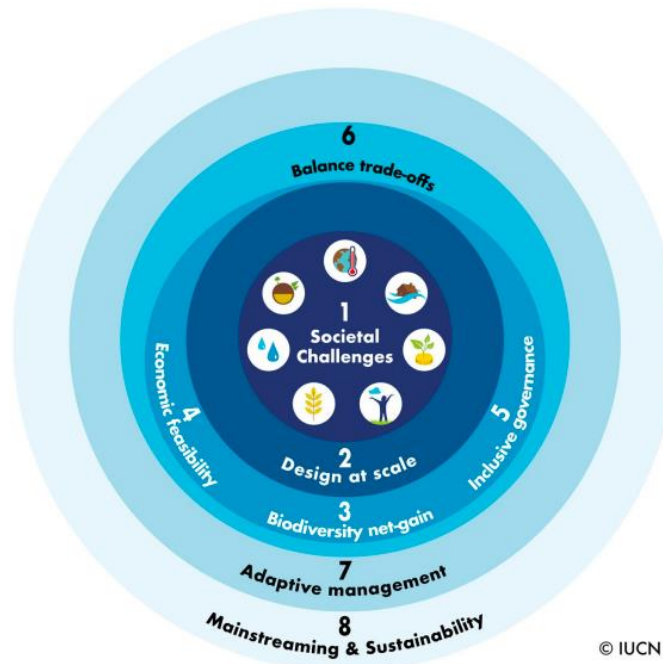 6
Balance trade-offs
1
Societal
Challenges
4
Economic feasibility
5
Inclusive governance
2
Design at scale
3
Biodiversity net-gain
7
Adaptive management
8
Mainstreaming & Sustainability
© IUCN